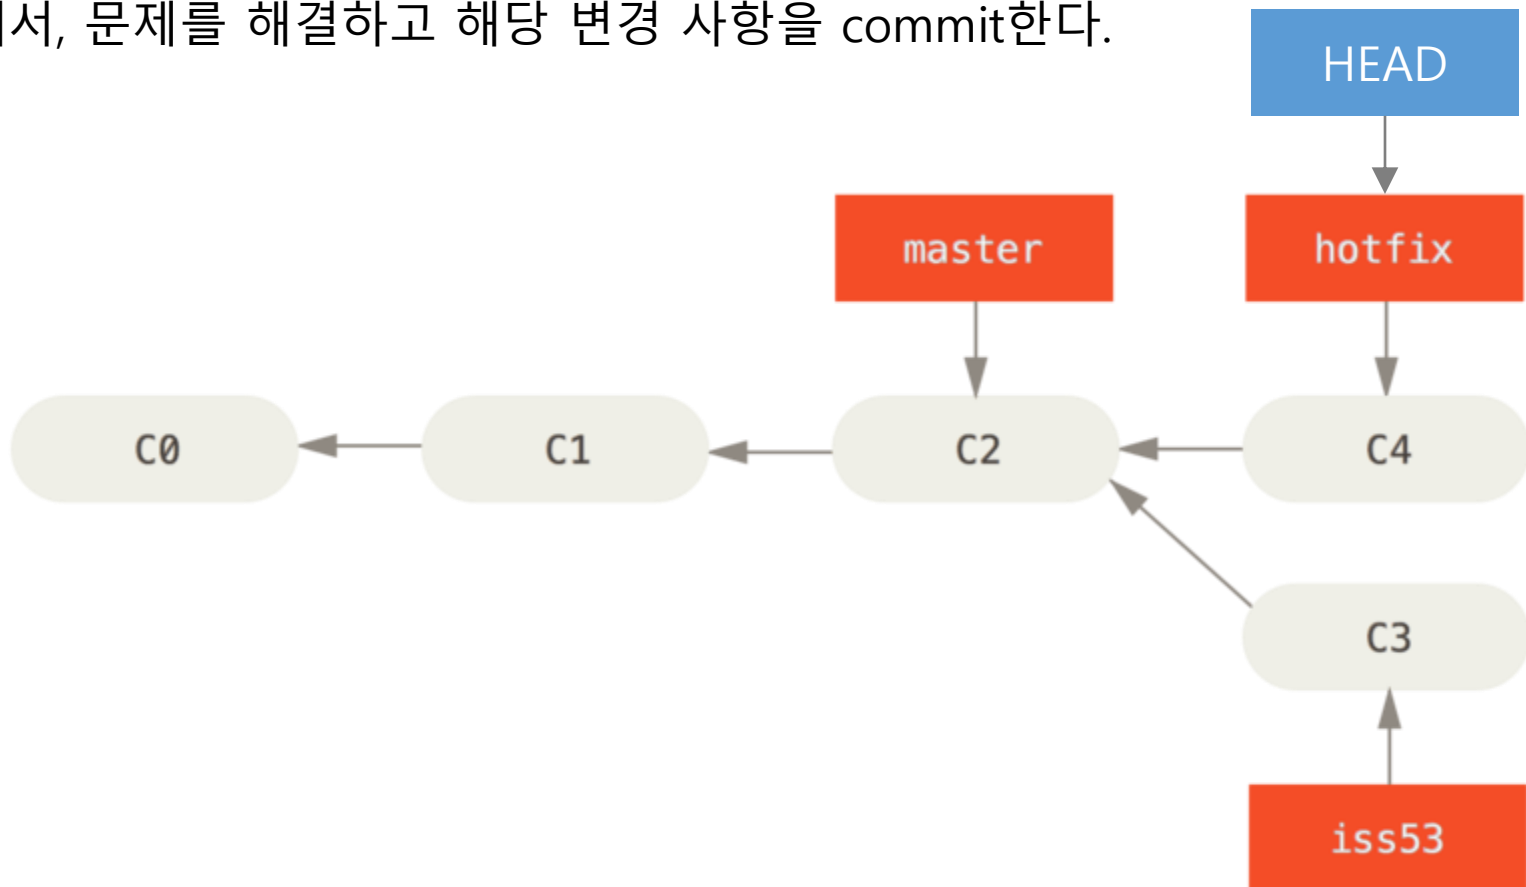 서, 문제를 해결하고 해당 변경 사항을 commit한다.
HEAD
master
hotfix
C0
C1
C2
C4
C3
iss53